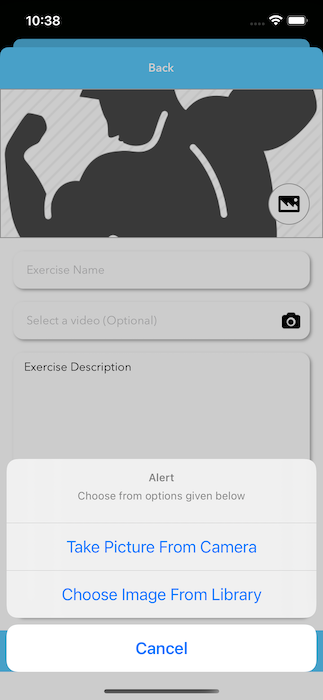 10:38
Back
Exercise Name
Select a video (Optional)
Exercise Description
Alert
Choose from options given below
Take Picture From Camera
Choose Image From Library
Cancel